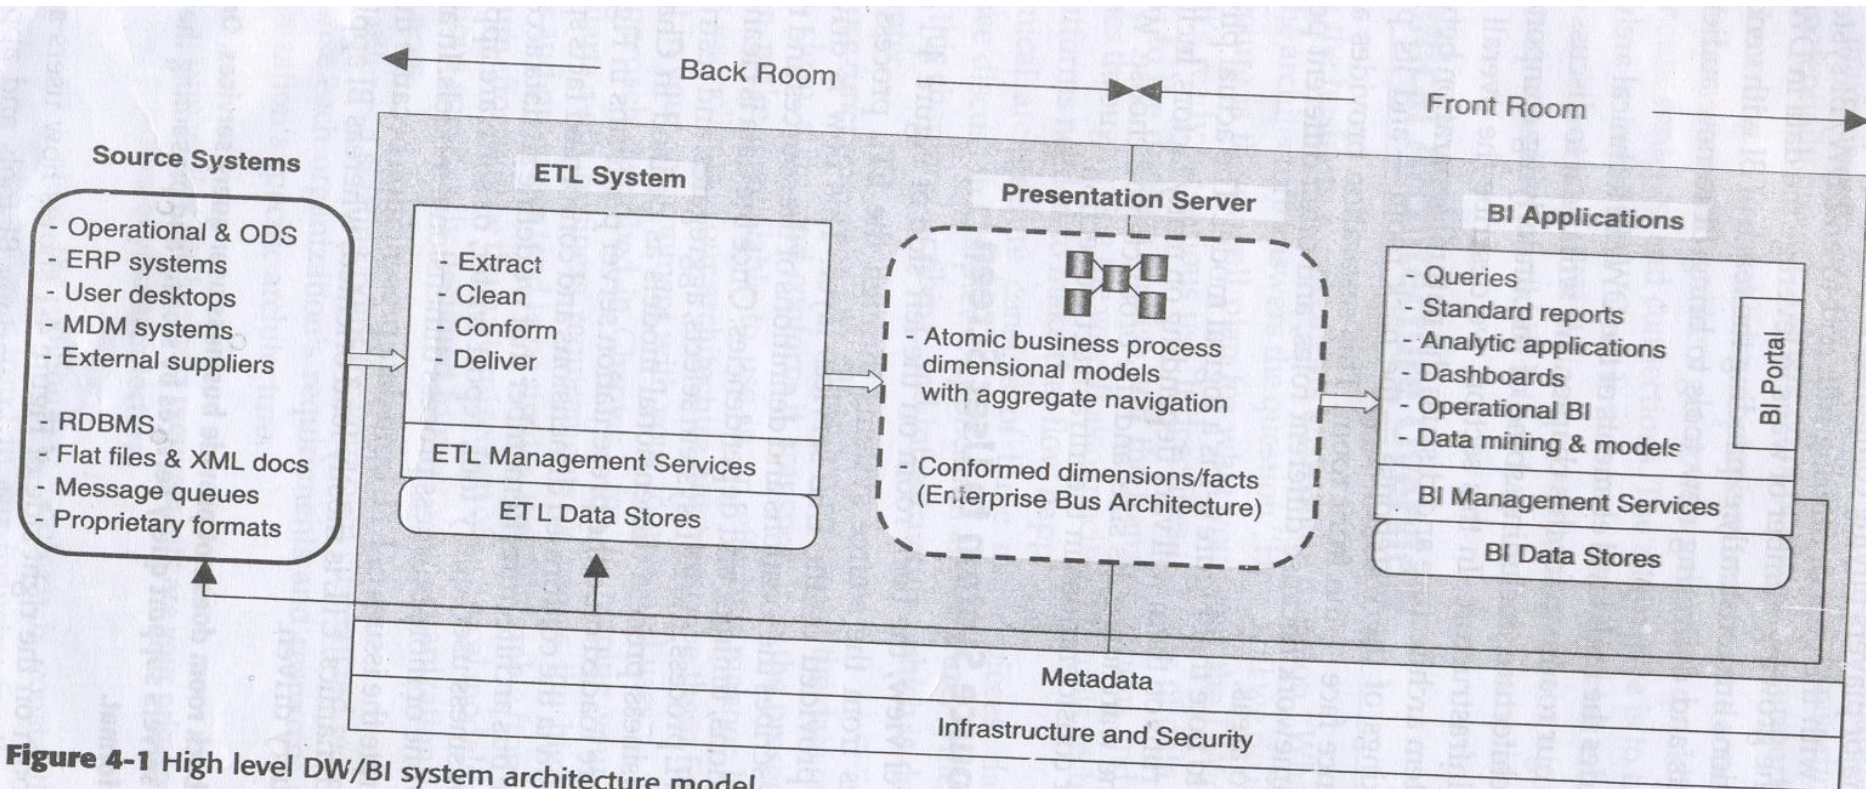 Back Room
Front Room
Source Systems
- Operational & ODS
- ERP systems
- User desktops
- MDM systems
- External suppliers
- RDBMS
- Flat files & XML docs
- Message queues
- Proprietary formats
ETL System
- Extract
- Clean
- Conform
- Deliver
ETL Management Services
ETL Data Stores
Presentation Server
- Atomic business process
dimensional models
with aggregate navigation
- Conformed dimensions/facts
(Enterprise Bus Architecture)
BI Applications
- Queries
- Standard reports
- Analytic applications
- Dashboards
- Operational BI
- Data mining & models
BI Portal
BI Management Services
BI Data Stores
Metadata
Infrastructure and Security
Figure 4-1 High level DW/BI system architecture model